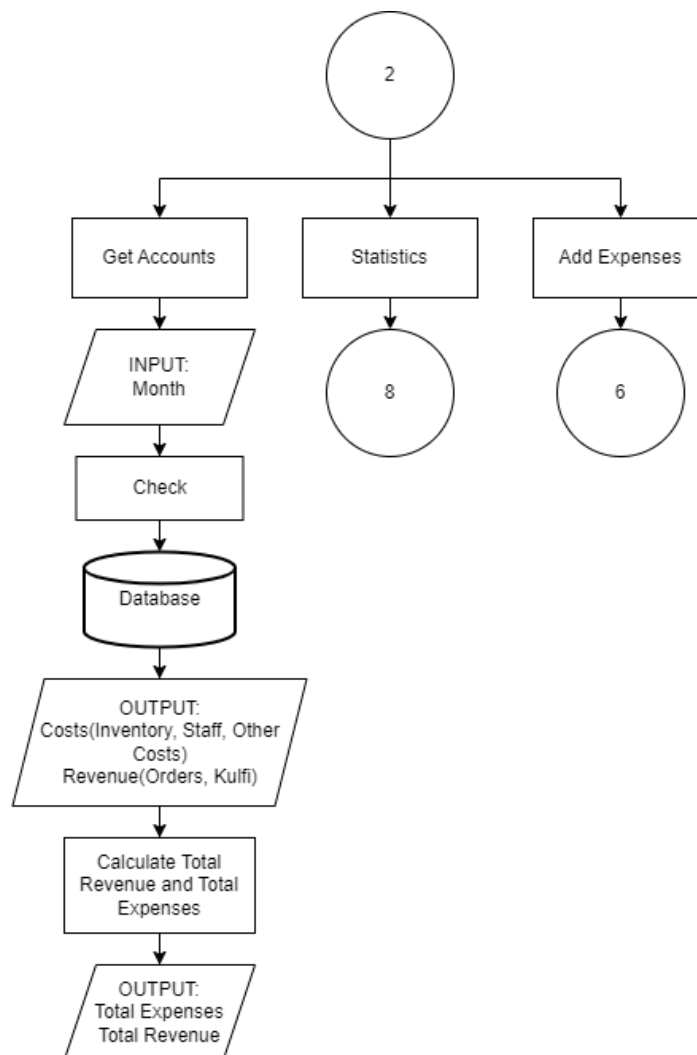 2
Get Accounts
Statistics
Add Expenses
INPUT:
Month
8
6
Check
Database
OUTPUT:
Costs(Inventory, Staff, Other
Costs)
Revenue(Orders, Kulfi)
Calculate Total
Revenue and Total
Expenses
OUTPUT:
Total Expenses
Total Revenue